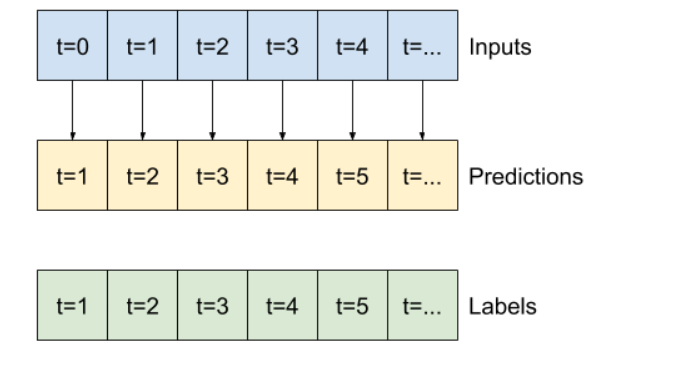 t=0 t=1 t=2 t=3 t=4 t=... Inputs
t=1 t=2 t=3 t=4 t=5 t=... Predictions
t=1 t=2 t=3 t=4 t=5 t=... Labels